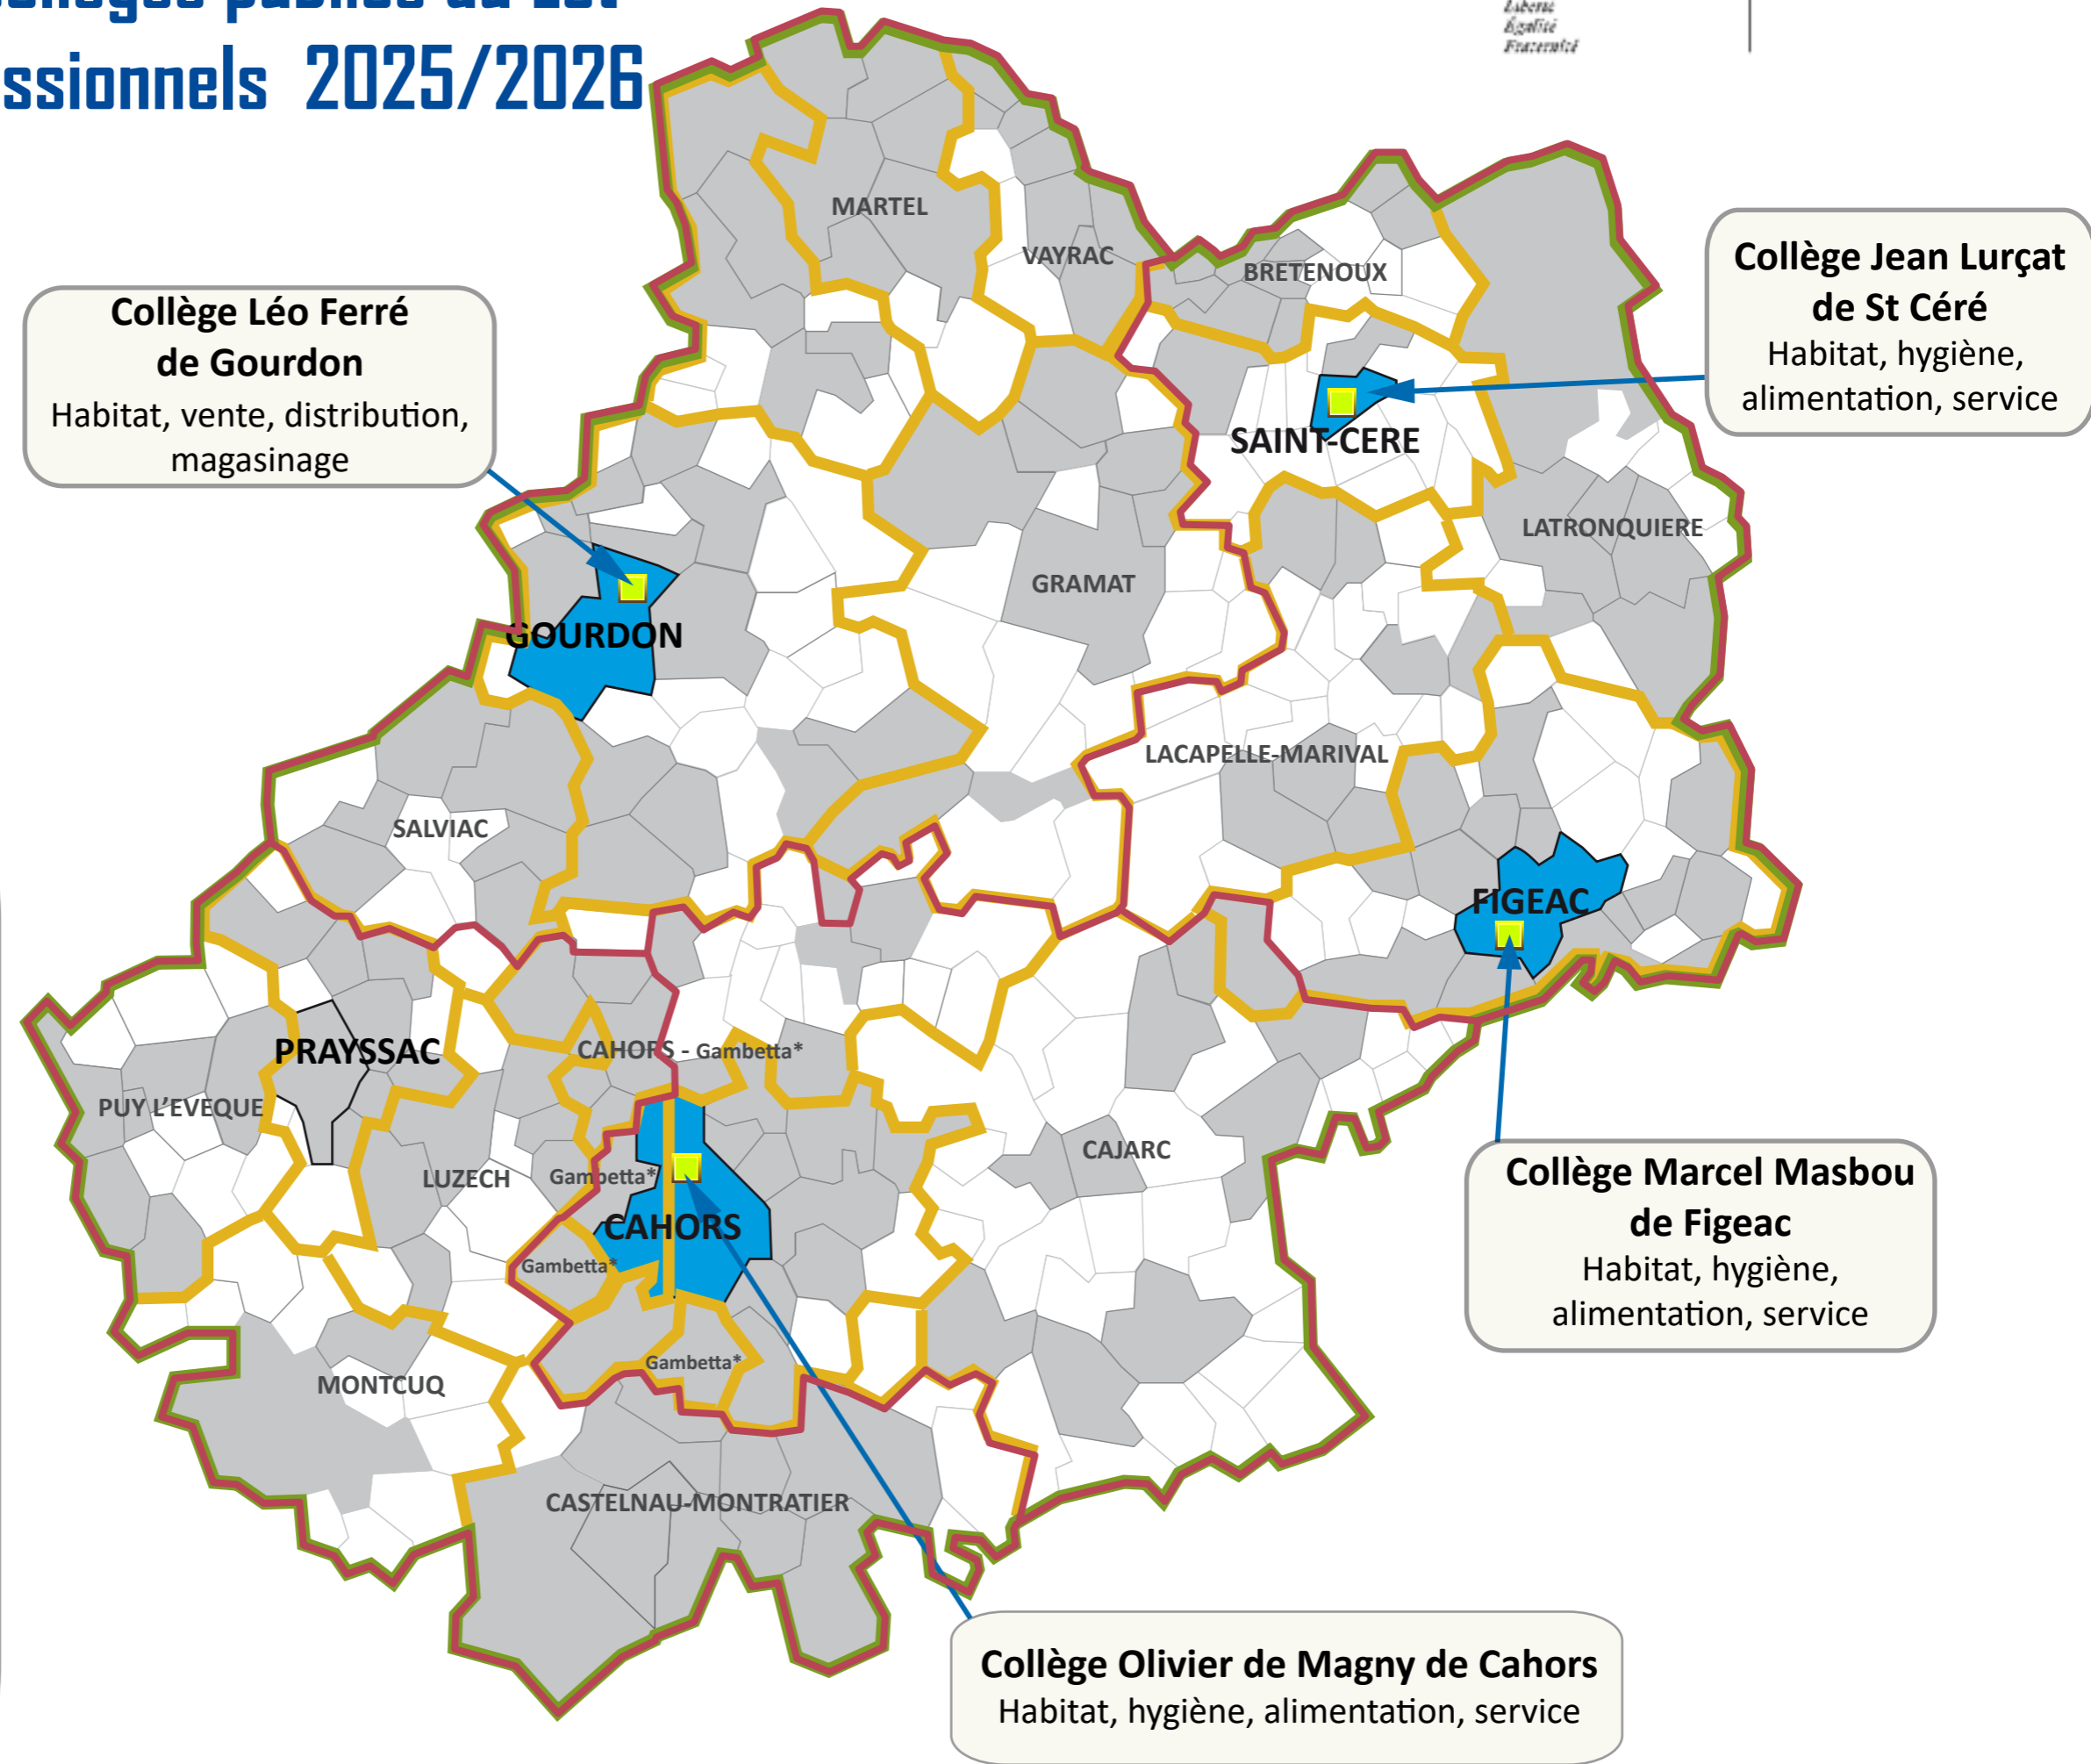 ssionnels 2025/2026
Liberté
Égalité
Fraternité
MARTEL
VAYRAC
BRETENOUX
Collège Jean Lurçat
de St Céré
Habitat, hygiène,
alimentation, service
Collège Léo Ferré
de Gourdon
Habitat, vente, distribution,
magasinage
SAINT-CERE
LATRONQUIERE
GRAMAT
GOURDON
LACAPELLE-MARIVAL
SALVIAC
FIGEAC
PRAYSSAC
CAHORS - Gambetta*
PUY L'EVEQUE
CAJARC
LUZECH
Gambetta*
CAHORS
Gambetta*
Collège Marcel Masbou
de Figeac
Habitat, hygiène,
alimentation, service
Gambetta*
MONTCUQ
CASTELNAU-MONTRATIER
Collège Olivier de Magny de Cahors
Habitat, hygiène, alimentation, service